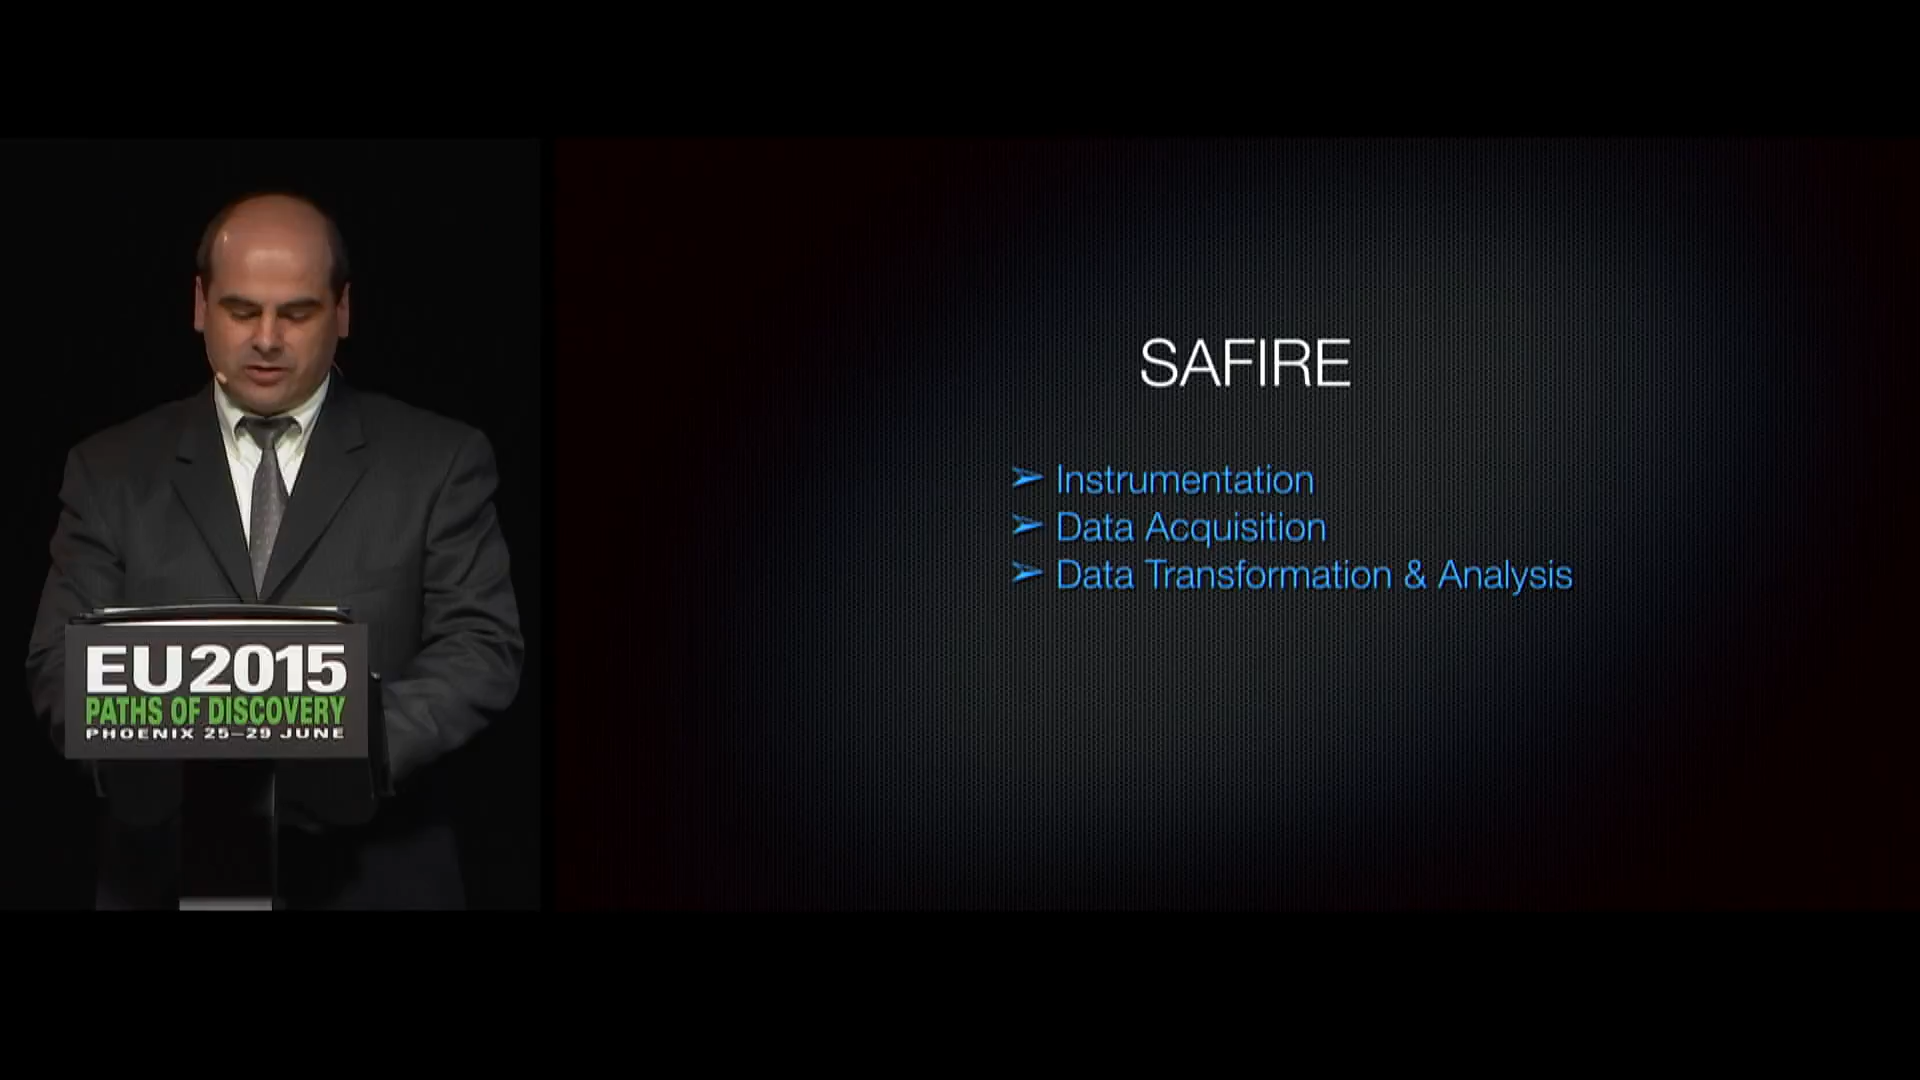 SAFIRE
➢ Instrumentation
➢ Data Acquisition
➢ Data Transformation & Analysis
EU2015
PATHS OF DISCOVERY
PHOENIX 25–29 JUNE